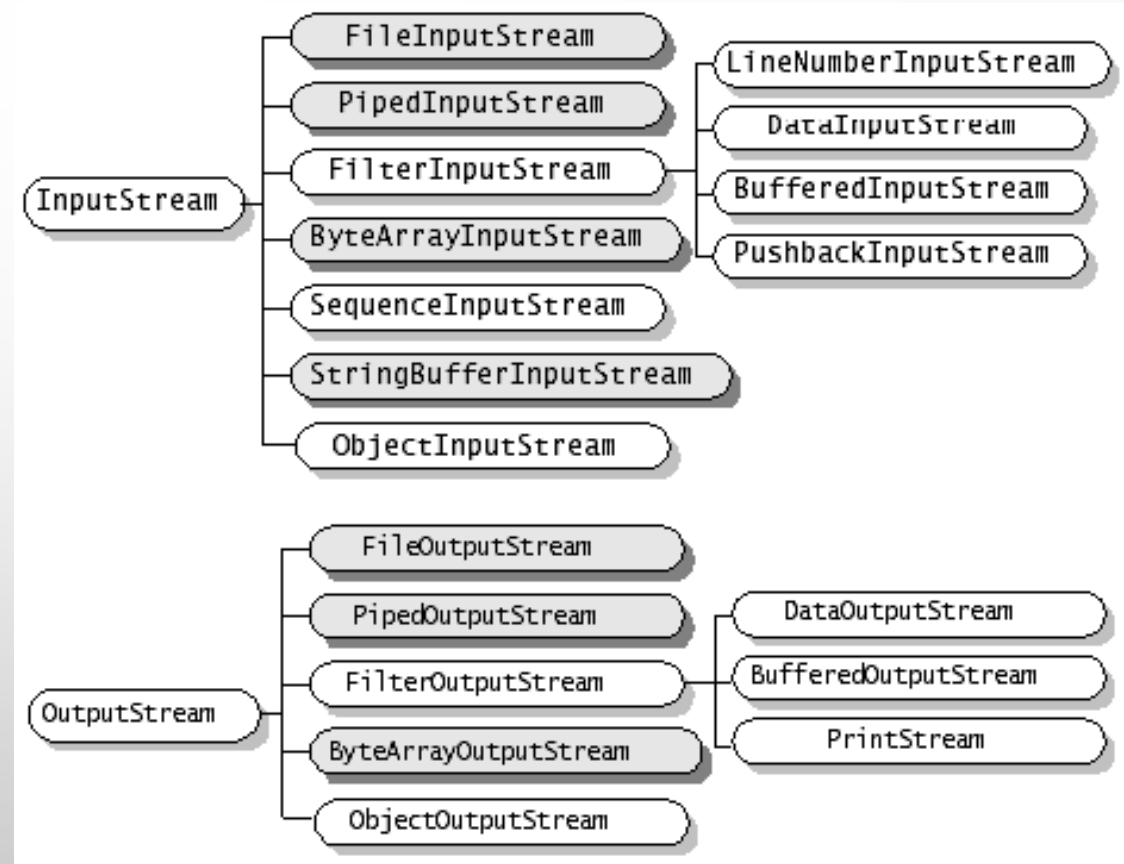 InputStream
FileInputStream
PipedInputStream
FilterInputStream
ByteArrayInputStream
SequenceInputStream
StringBufferInputStream
ObjectInputStream
LineNumberInputStream
DataInputStream
BufferedInputStream
PushbackInputStream
OutputStream
FileOutputStream
PipedOutputStream
FilterOutputStream
ByteArrayOutputStream
ObjectOutputStream
DataOutputStream
BufferedOutputStream
PrintStream